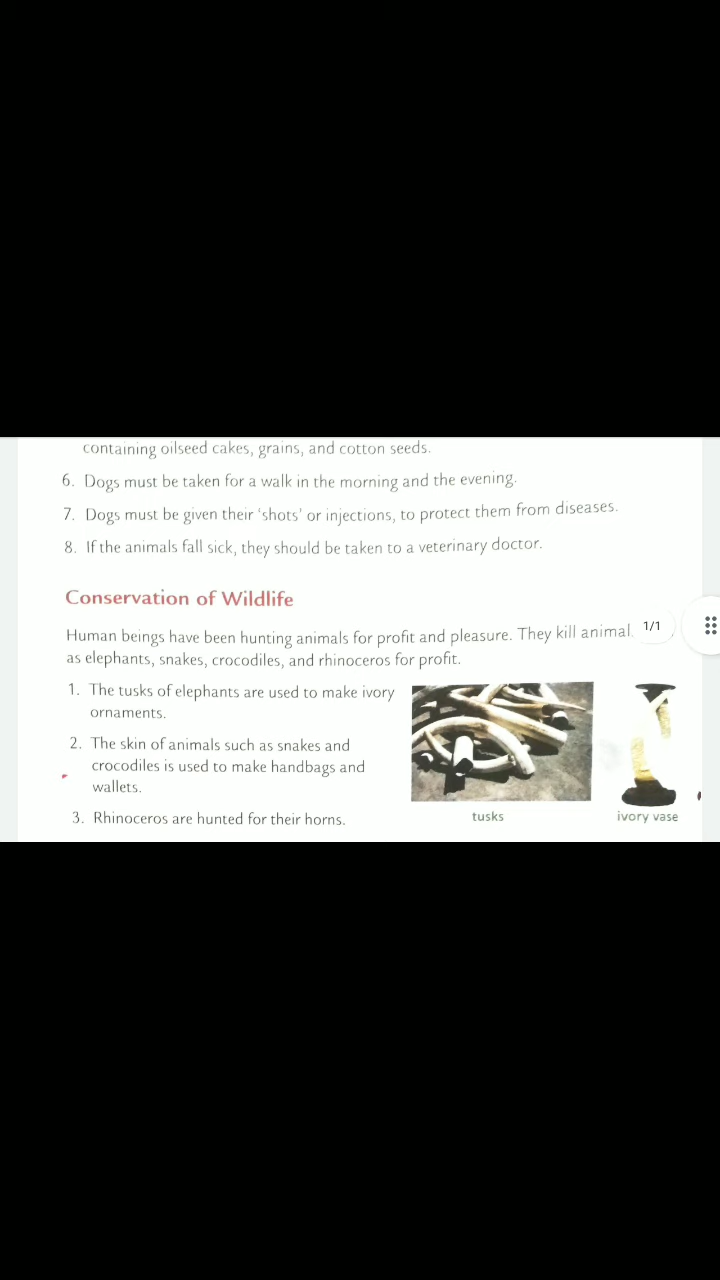 containing oilseed cakes, grains, and cotton seeds.
6. Dogs must be taken for a walk in the morning and the evening.
7. Dogs must be given their ‘shots’ or injections, to protect them from diseases.
8. If the animals fall sick, they should be taken to a veterinary doctor.
Conservation of Wildlife
Human beings have been hunting animals for profit and pleasure. They kill animal
1/1
as elephants, snakes, crocodiles, and rhinoceros for profit.
1. The tusks of elephants are used to make ivory
ornaments.
2. The skin of animals such as snakes and
crocodiles is used to make handbags and
wallets.
3. Rhinoceros are hunted for their horns.
tusks
ivory vase